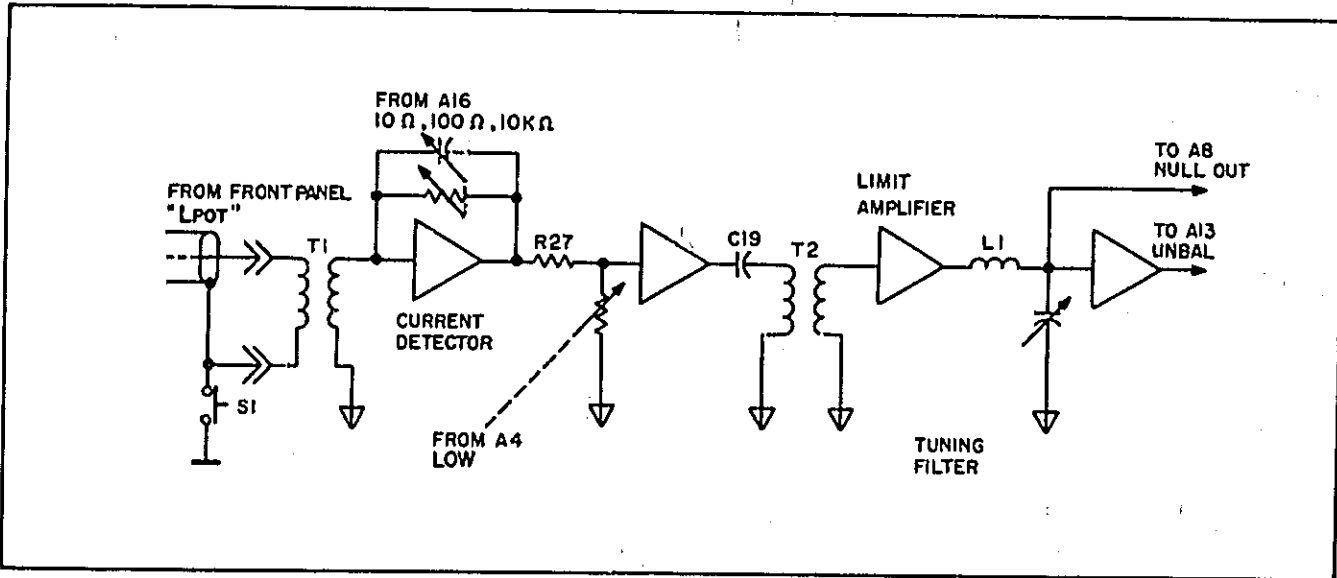 FROM A16
10 Ω, 100 Ω, 10K Ω
FROM FRONT PANEL
"LPOT"
T1
CURRENT
DETECTOR
R27
C19
T2
LIMIT
AMPLIFIER
L1
TO A8
NULL OUT
TO A13
UNBAL
S1
FROM A4
LOW
TUNING
FILTER